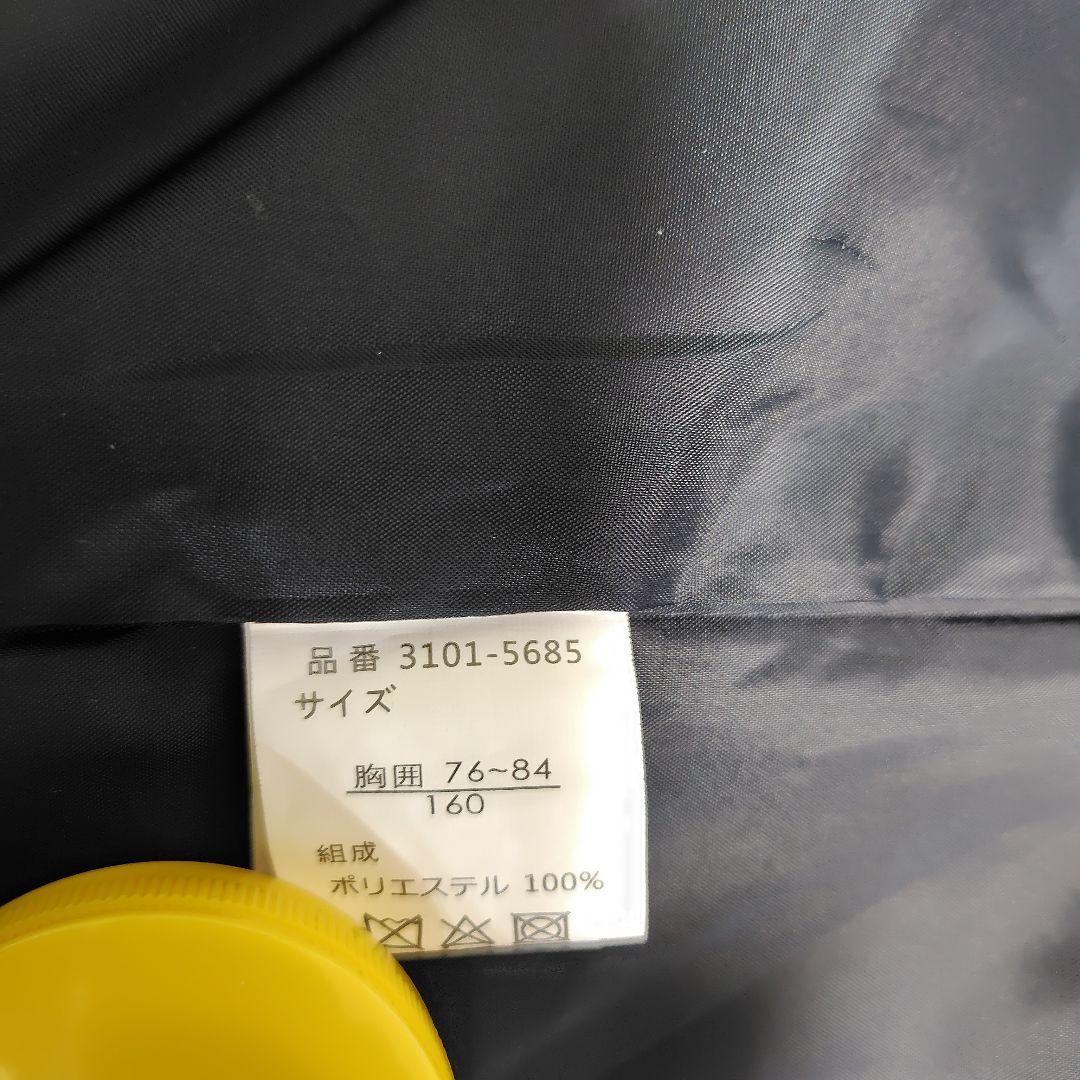 品番 3101-5685
サイズ
胸囲 76~84
160
組成
ポリエステル 100%